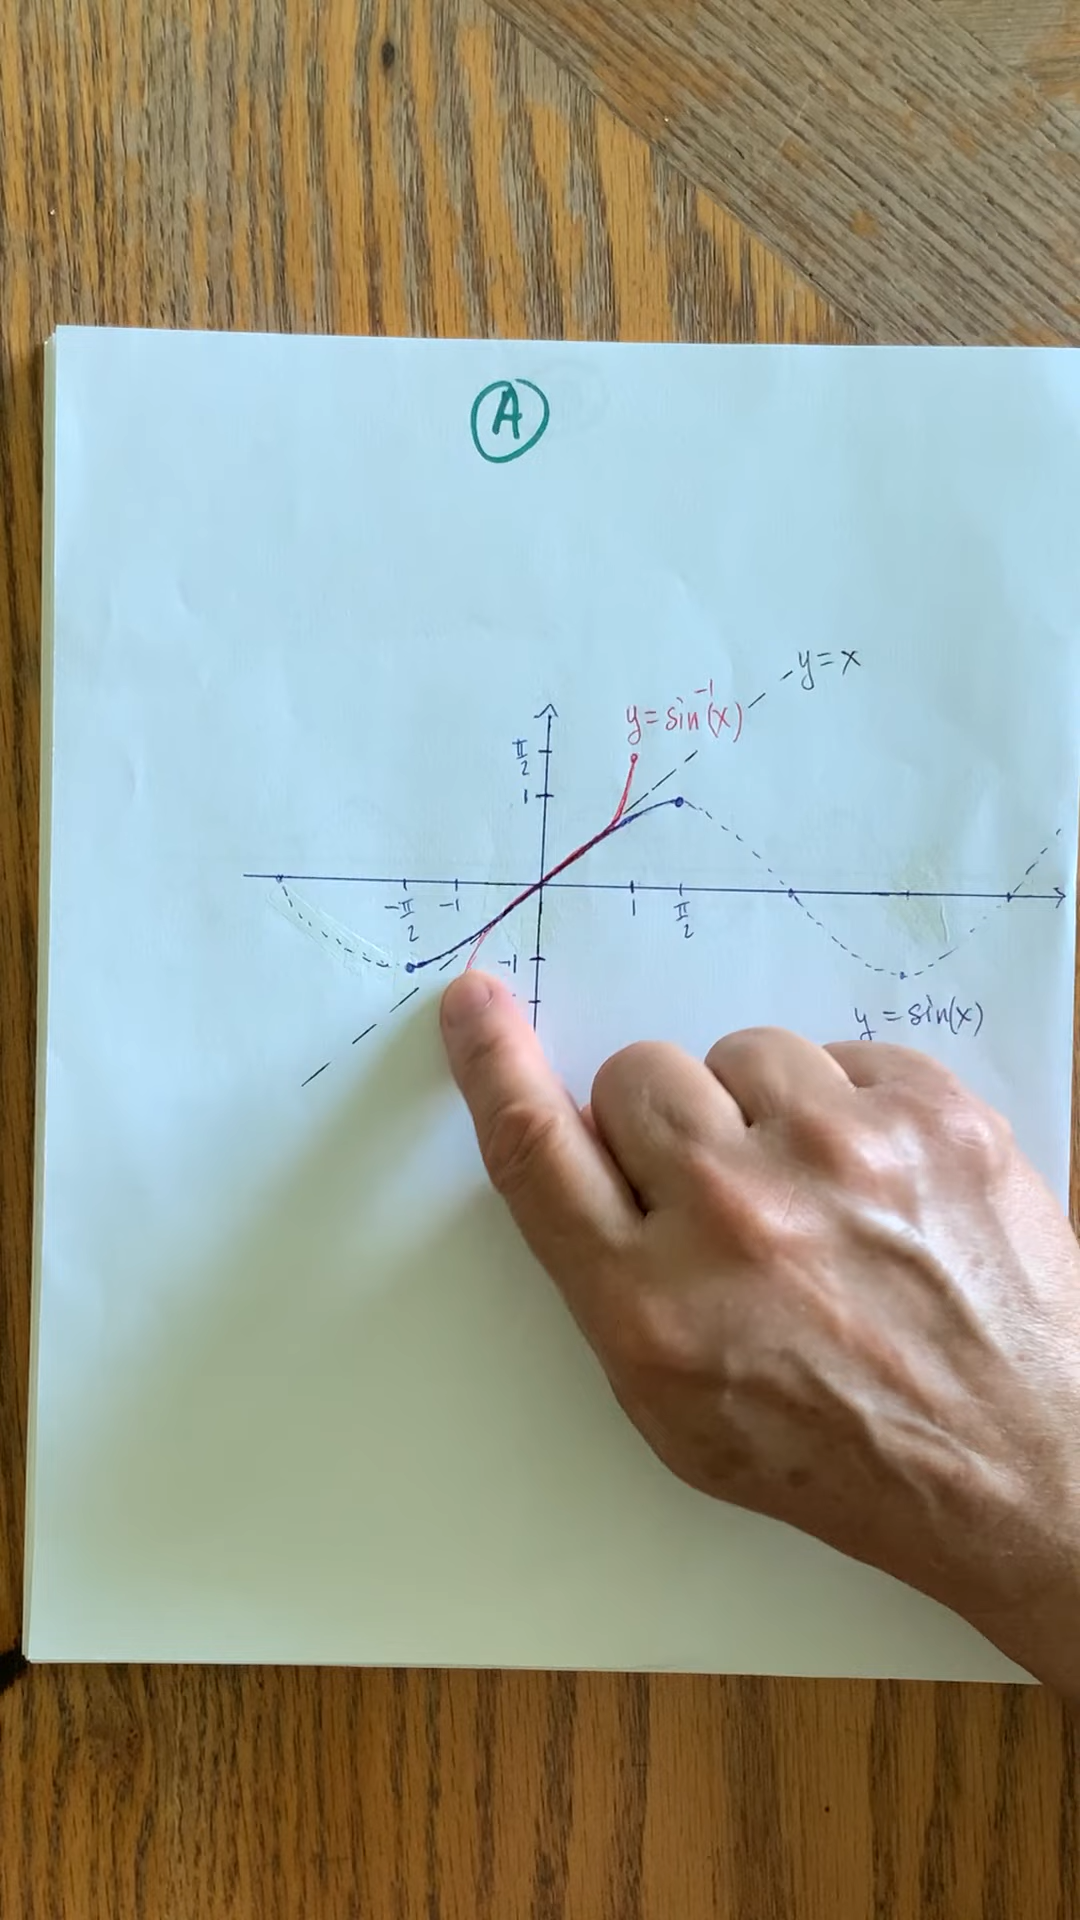 A
y=x
y=sin⁻¹(x)
π/2
1
-π/2 -1 1 π/2
-1
y=sin(x)